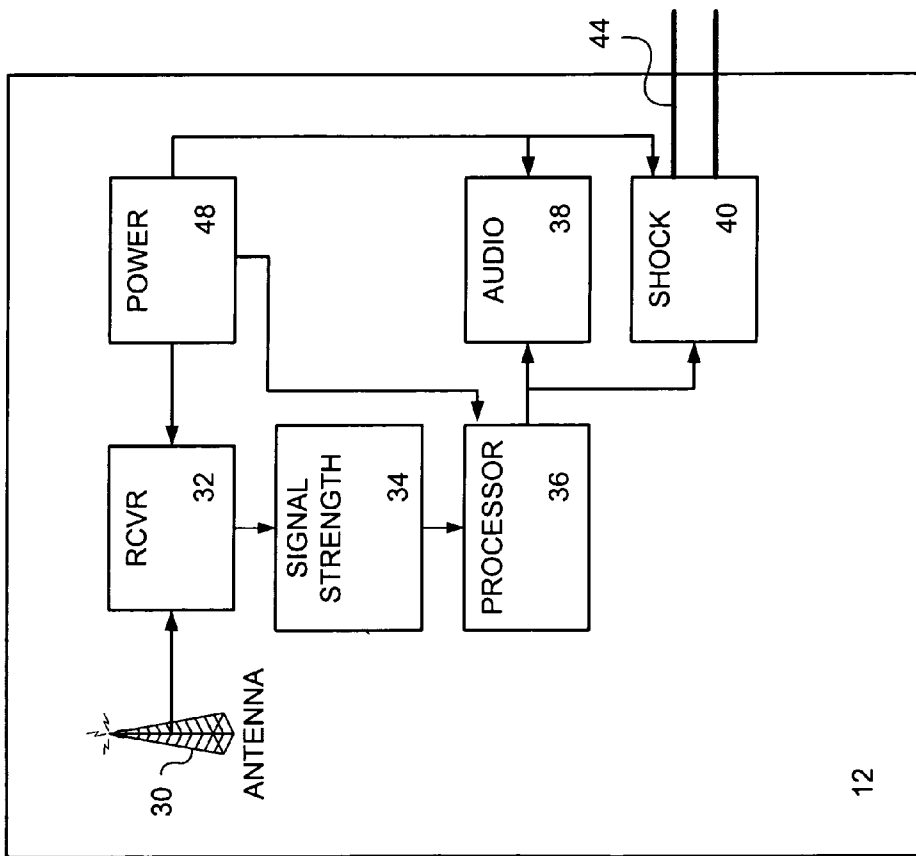 30
ANTENNA
RCVR
32
SIGNAL
STRENGTH
34
PROCESSOR
36
POWER
48
AUDIO
38
SHOCK
40
44
12